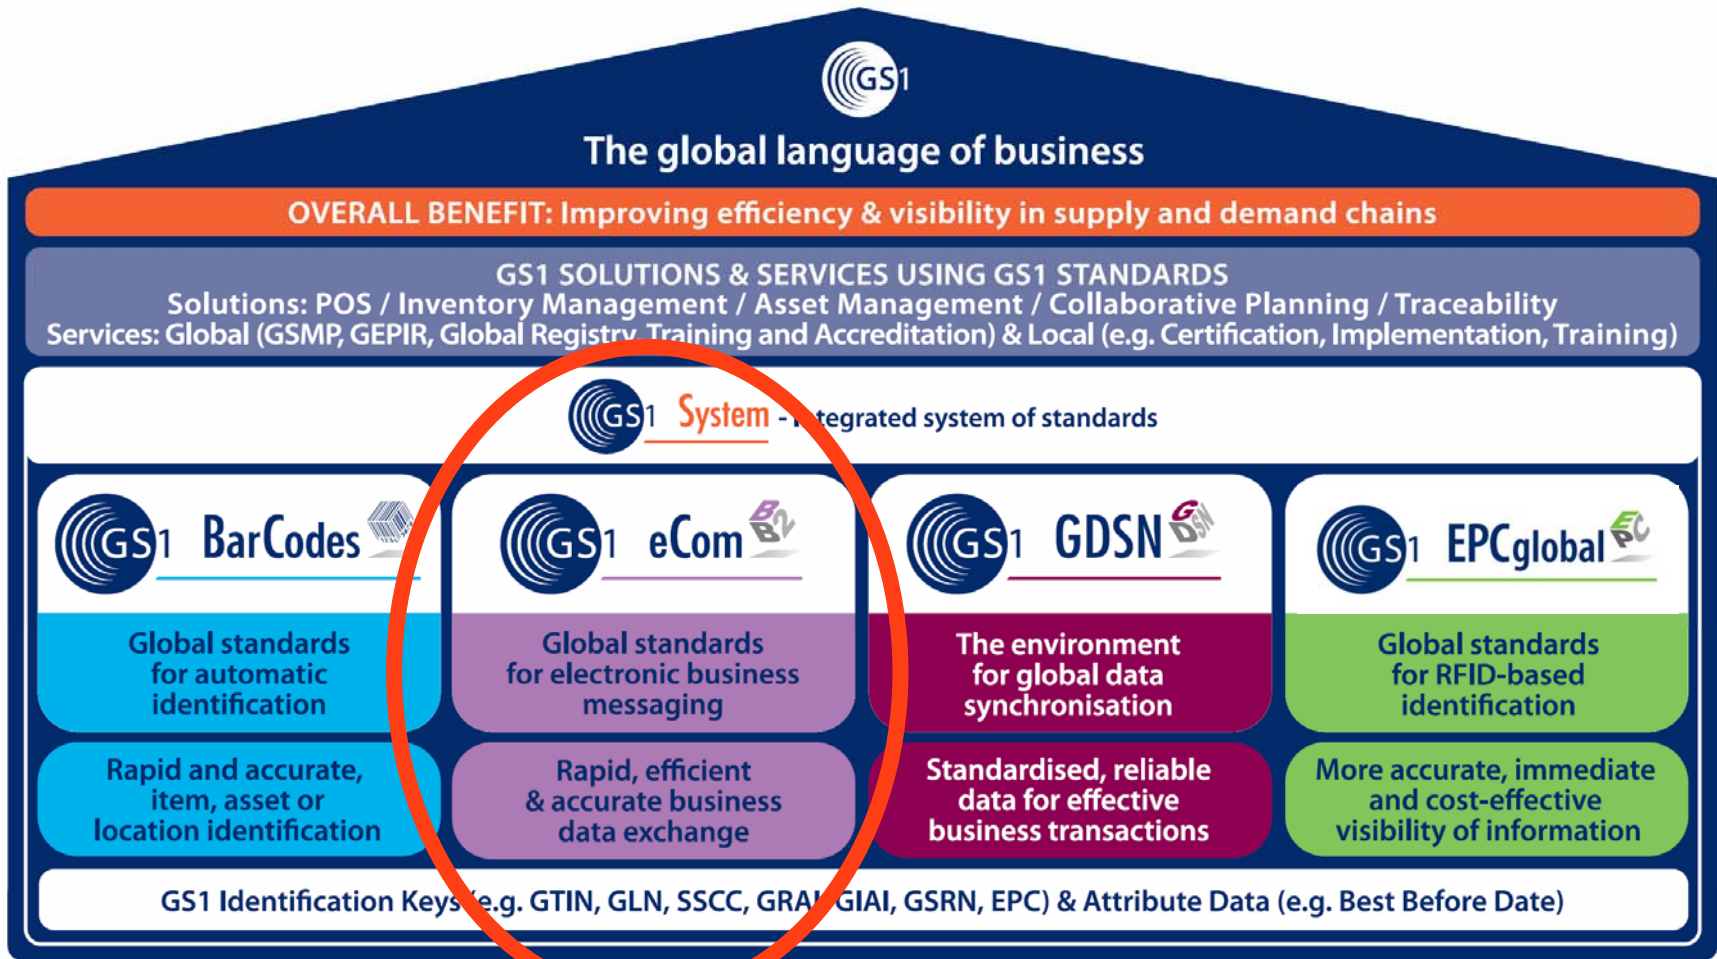 GS1
The global language of business
OVERALL BENEFIT: Improving efficiency & visibility in supply and demand chains
GS1 SOLUTIONS & SERVICES USING GS1 STANDARDS
Solutions: POS / Inventory Management / Asset Management / Collaborative Planning / Traceability
Services: Global (GSMP, GEPIR, Global Registry, Training and Accreditation) & Local (e.g. Certification, Implementation, Training)
GS1 System - Integrated system of standards
GS1 BarCodes
Global standards
for automatic
identification
Rapid and accurate,
item, asset or
location identification
GS1 eCom B2B
Global standards
for electronic business
messaging
Rapid, efficient
& accurate business
data exchange
GS1 GDSN GDSN
The environment
for global data
synchronisation
Standardised, reliable
data for effective
business transactions
GS1 EPCglobal EPC
Global standards
for RFID-based
identification
More accurate, immediate
and cost-effective
visibility of information
GS1 Identification Keys (e.g. GTIN, GLN, SSCC, GRAI, GIAI, GSRN, EPC) & Attribute Data (e.g. Best Before Date)